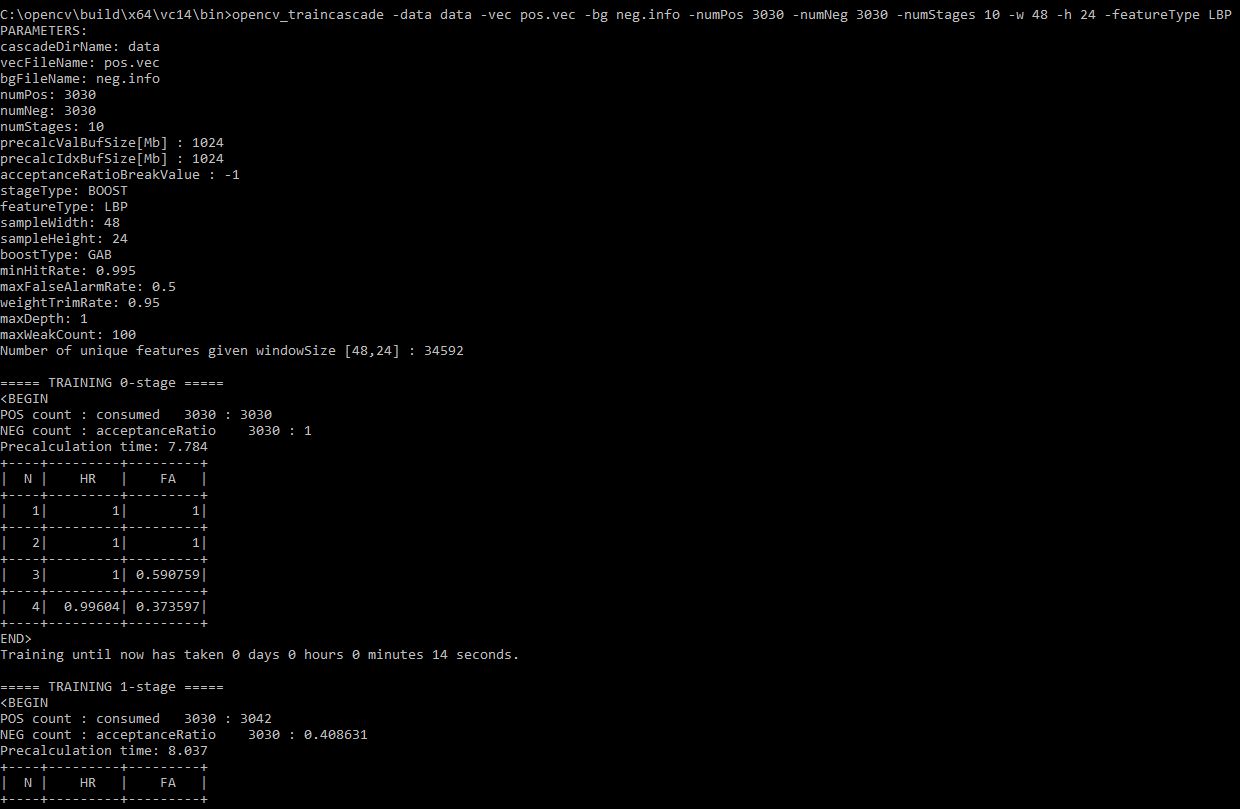 C:\opencv\build\x64\vc14\bin>opencv_traincascade -data data -vec pos.vec -bg neg.info -numPos 3030 -numNeg 3030 -numStages 10 -w 48 -h 24 -featureType LBP
PARAMETERS:
cascadeDirName: data
vecFileName: pos.vec
bgFileName: neg.info
numPos: 3030
numNeg: 3030
numStages: 10
precalcValBufSize[Mb] : 1024
precalcIdxBufSize[Mb] : 1024
acceptanceRatioBreakValue : -1
stageType: BOOST
featureType: LBP
sampleWidth: 48
sampleHeight: 24
boostType: GAB
minHitRate: 0.995
maxFalseAlarmRate: 0.5
weightTrimRate: 0.95
maxDepth: 1
maxWeakCount: 100
Number of unique features given windowSize [48,24] : 34592

===== TRAINING 0-stage =====
<BEGIN
POS count : consumed   3030 : 3030
NEG count : acceptanceRatio    3030 : 1
Precalculation time: 7.784
+----+---------+---------+
|  N |    HR   |    FA   |
+----+---------+---------+
|   1|        1|        1|
+----+---------+---------+
|   2|        1|        1|
+----+---------+---------+
|   3|        1| 0.590759|
+----+---------+---------+
|   4|  0.99604| 0.373597|
+----+---------+---------+
END>
Training until now has taken 0 days 0 hours 0 minutes 14 seconds.

===== TRAINING 1-stage =====
<BEGIN
POS count : consumed   3030 : 3042
NEG count : acceptanceRatio    3030 : 0.408631
Precalculation time: 8.037
+----+---------+---------+
|  N |    HR   |    FA   |
+----+---------+---------+